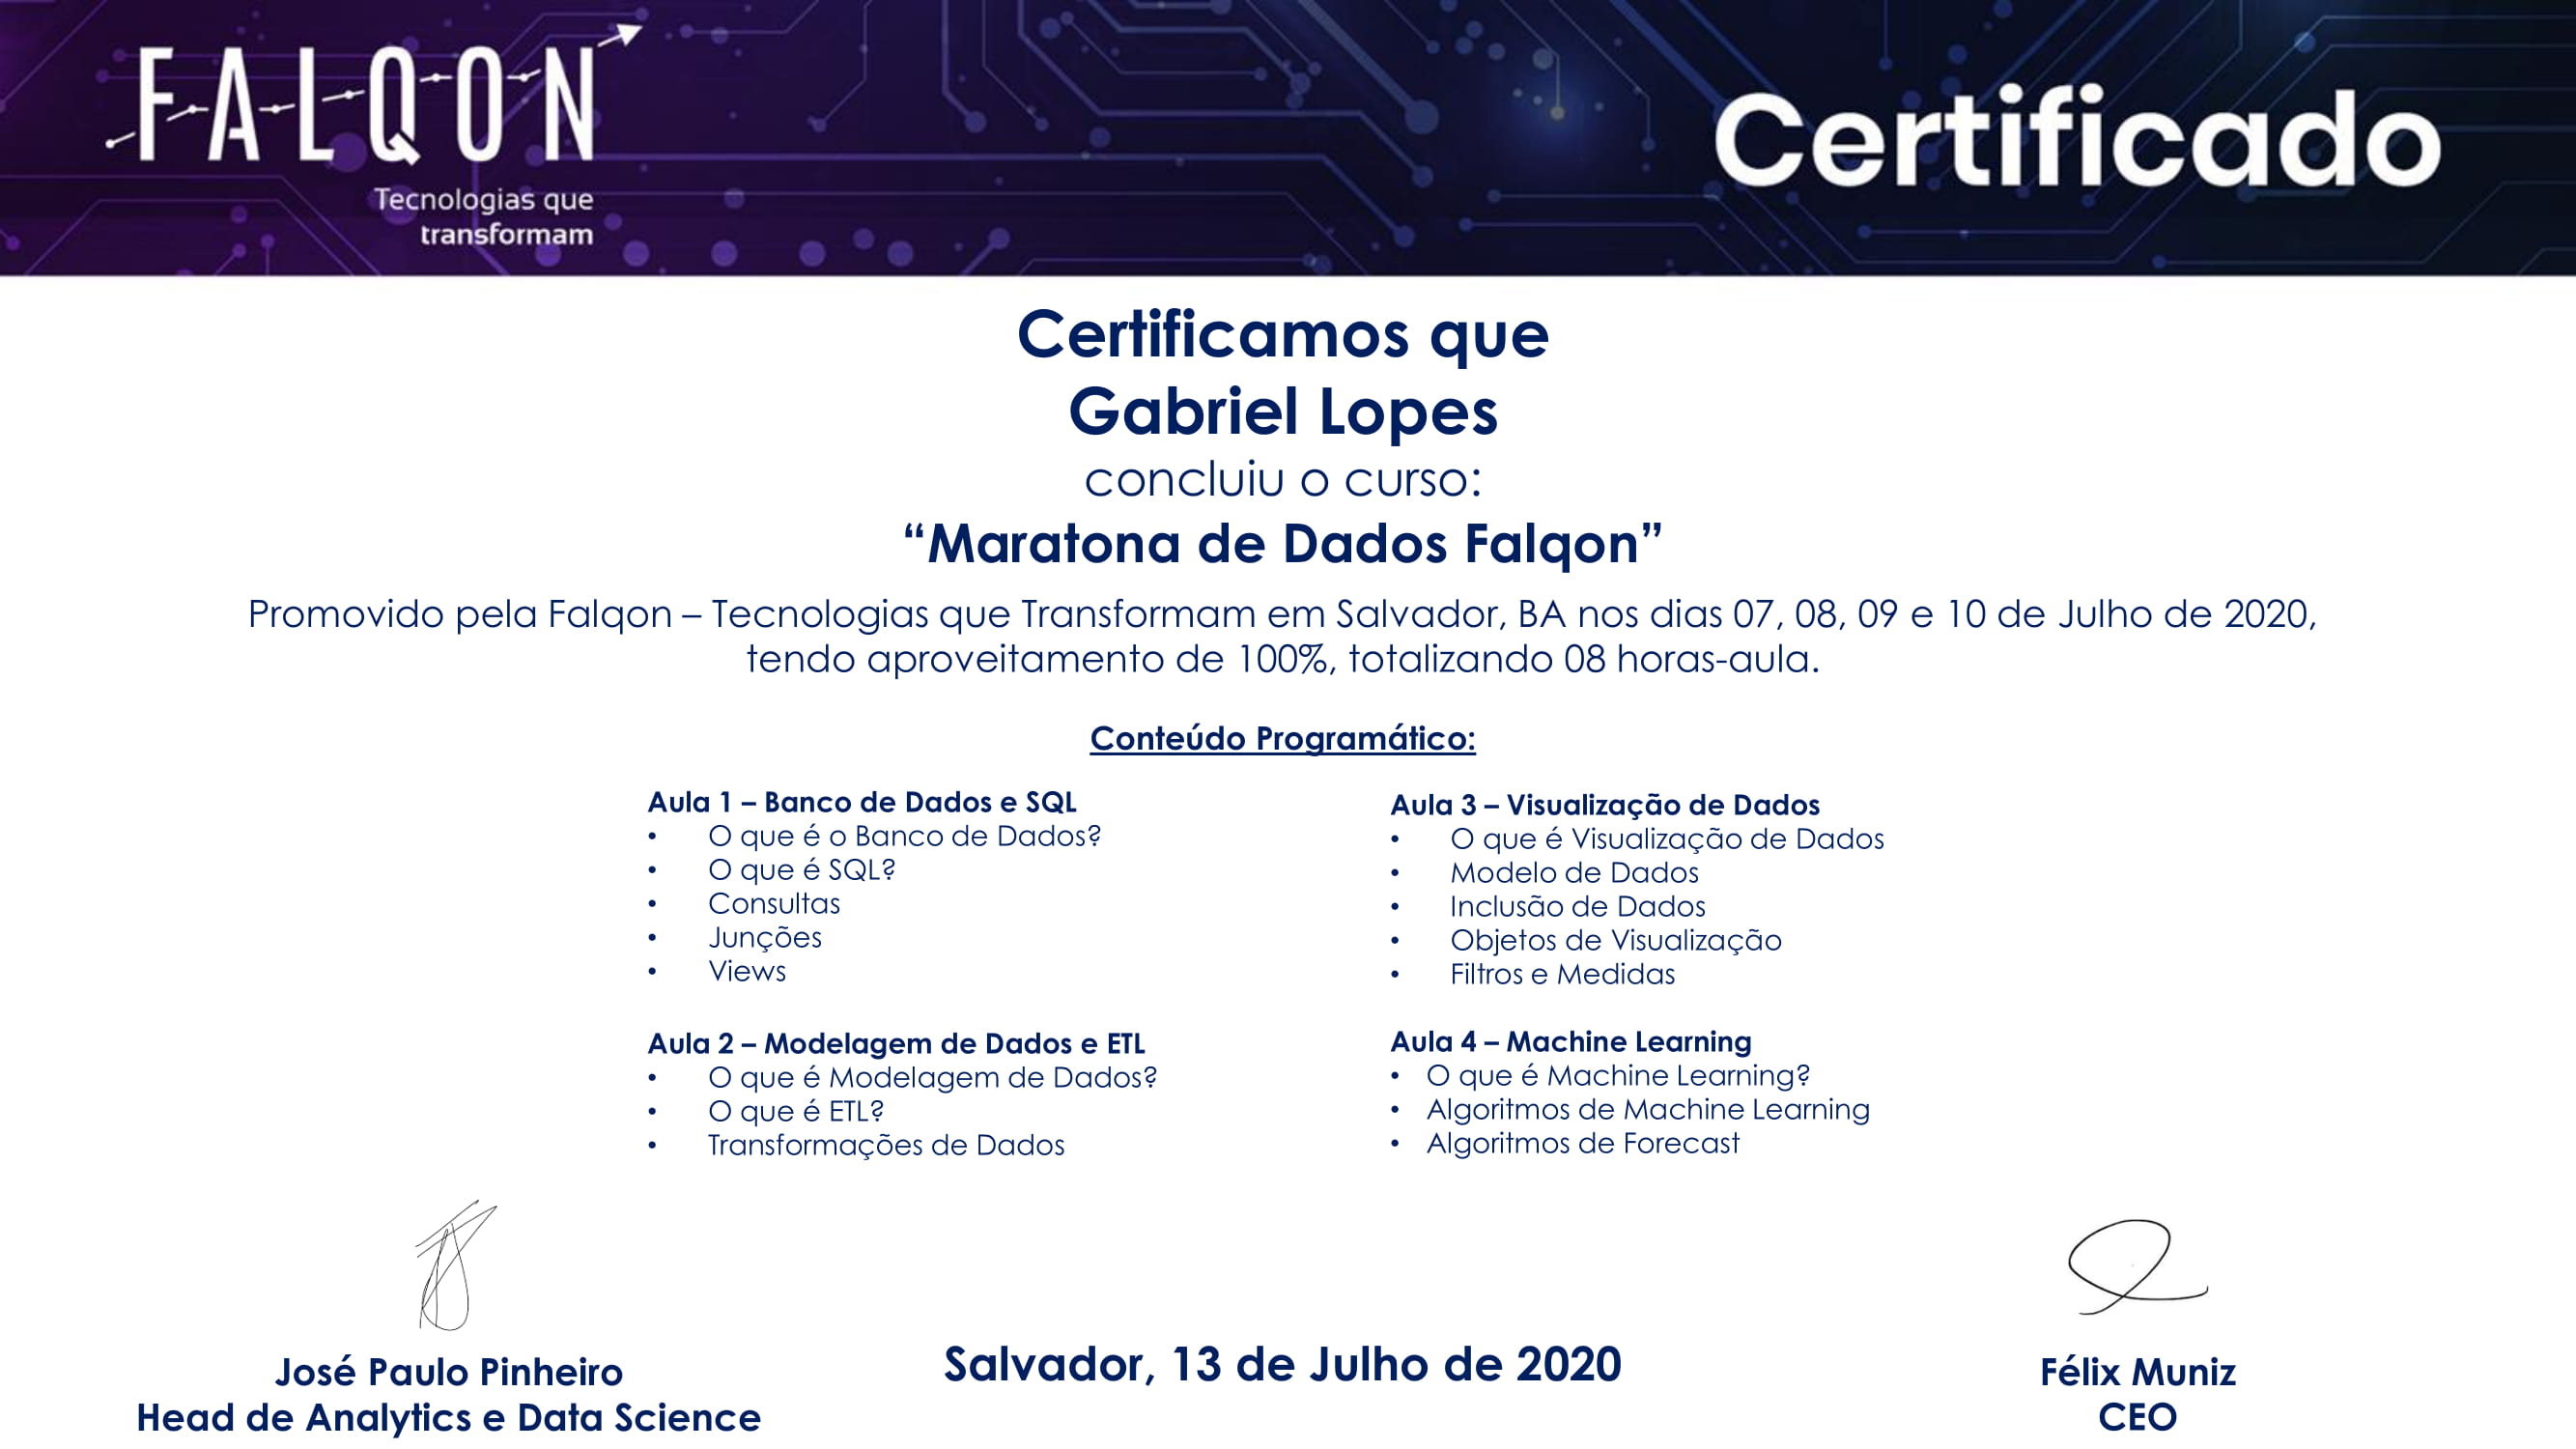 FALQON
Tecnologias que
transformam
Certificado
Certificamos que
Gabriel Lopes
concluiu o curso:
“Maratona de Dados Falqon”
Promovido pela Falqon – Tecnologias que Transformam em Salvador, BA nos dias 07, 08, 09 e 10 de Julho de 2020,
tendo aproveitamento de 100%, totalizando 08 horas-aula.
Conteúdo Programático:
Aula 1 – Banco de Dados e SQL
• O que é o Banco de Dados?
• O que é SQL?
• Consultas
• Junções
• Views
Aula 2 – Modelagem de Dados e ETL
• O que é Modelagem de Dados?
• O que é ETL?
• Transformações de Dados
Aula 3 – Visualização de Dados
• O que é Visualização de Dados
• Modelo de Dados
• Inclusão de Dados
• Objetos de Visualização
• Filtros e Medidas
Aula 4 – Machine Learning
• O que é Machine Learning?
• Algoritmos de Machine Learning
• Algoritmos de Forecast
José Paulo Pinheiro
Head de Analytics e Data Science
Salvador, 13 de Julho de 2020
Félix Muniz
CEO